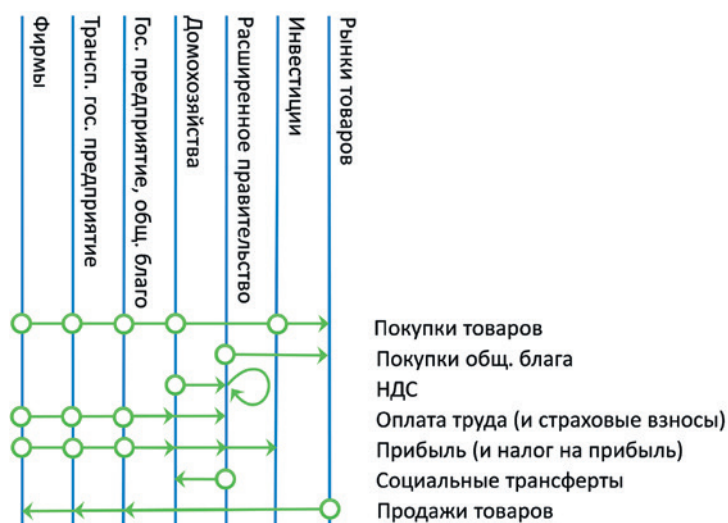 Фирмы
Трансп. гос. предприятие
Гос. предприятие, общ. благо
Домохозяйства
Расширенное правительство
Инвестиции
Рынки товаров
Покупки товаров
Покупки общ. блага
НДС
Оплата труда (и страховые взносы)
Прибыль (и налог на прибыль)
Социальные трансферты
Продажи товаров